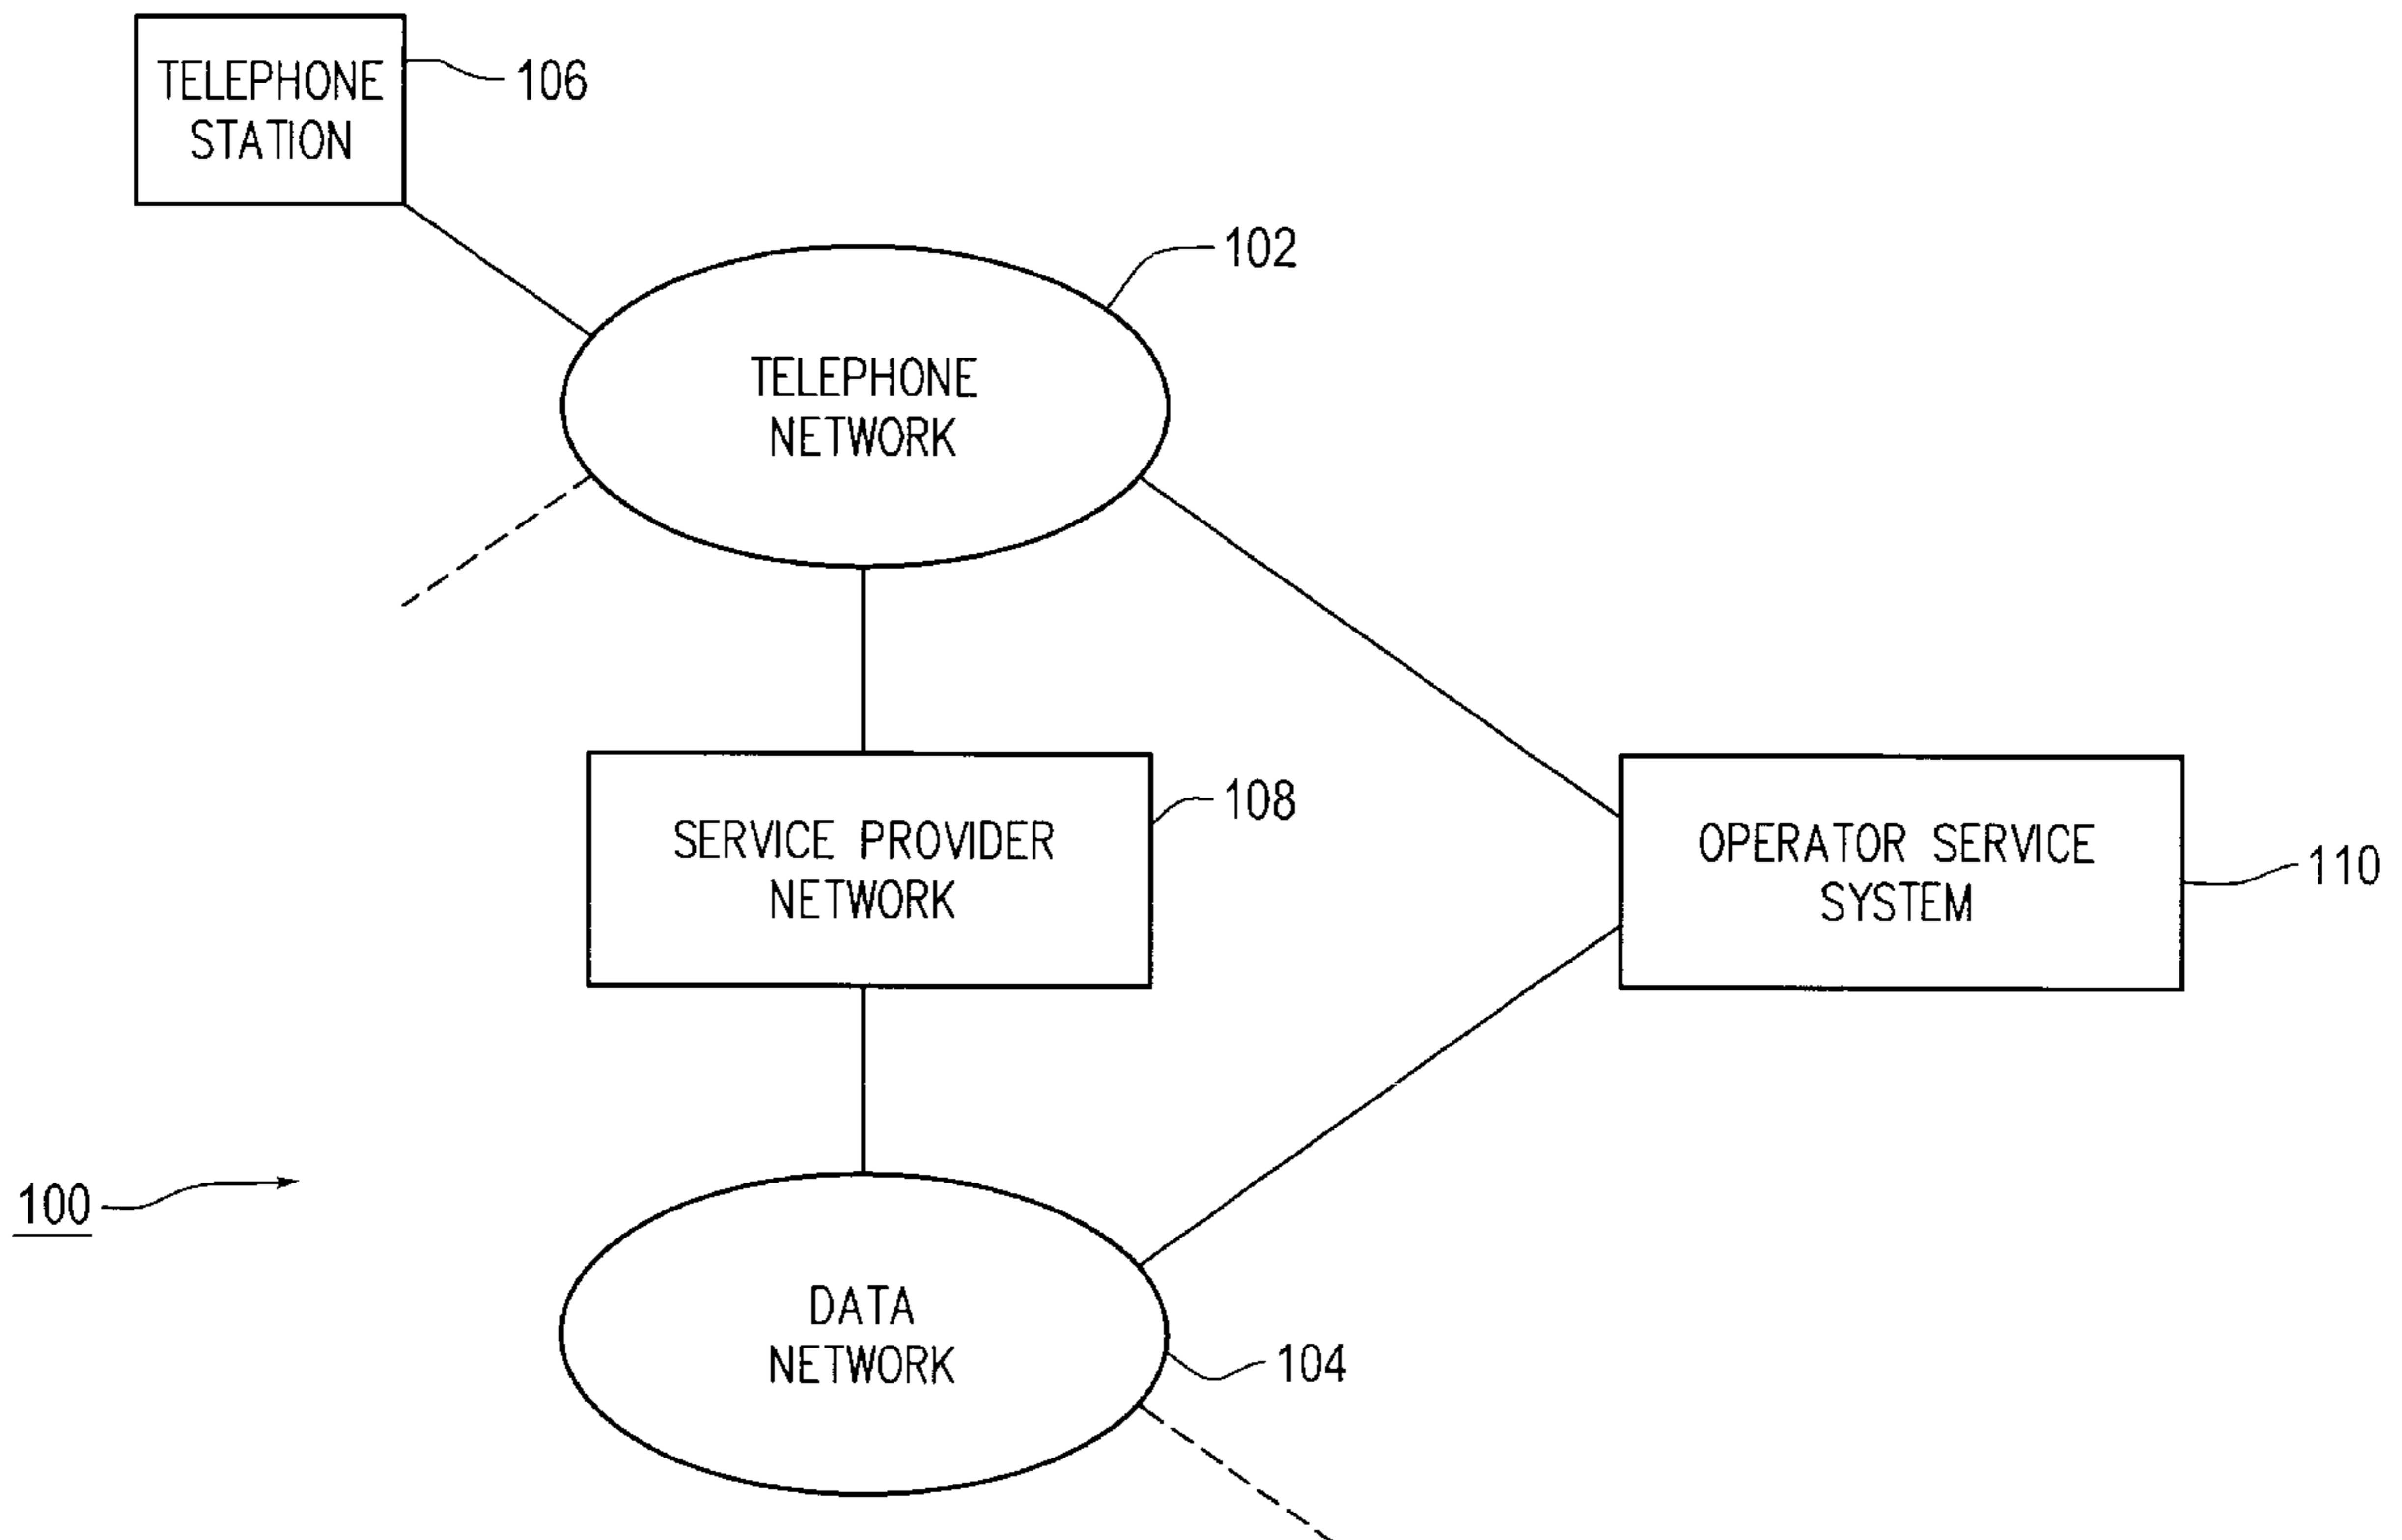 TELEPHONE
STATION
106
102
TELEPHONE
NETWORK
108
SERVICE PROVIDER
NETWORK
OPERATOR SERVICE
SYSTEM
110
100
DATA
NETWORK
104